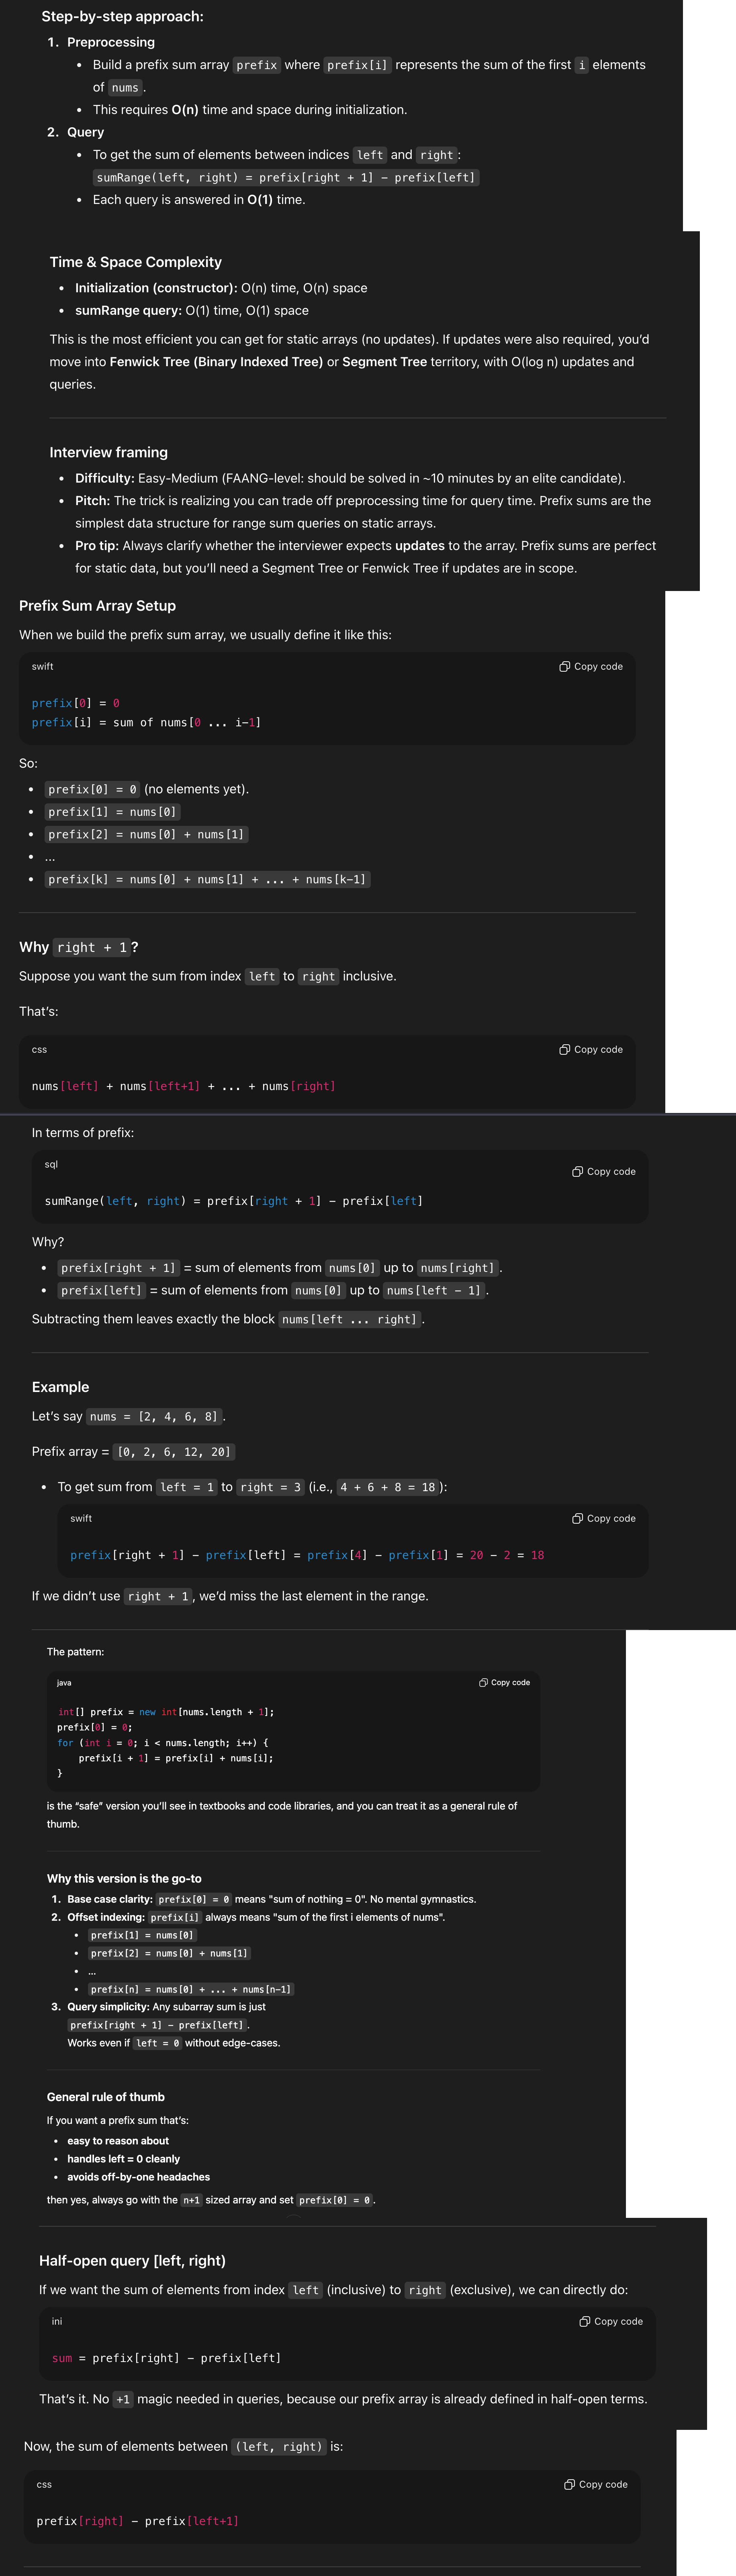 Step-by-step approach:
1. Preprocessing
• Build a prefix sum array prefix where prefix[i] represents the sum of the first i elements
of nums.
• This requires O(n) time and space during initialization.
2. Query
• To get the sum of elements between indices left and right:
sumRange(left, right) = prefix[right + 1] - prefix[left]
• Each query is answered in O(1) time.
Time & Space Complexity
• Initialization (constructor): O(n) time, O(n) space
• sumRange query: O(1) time, O(1) space
This is the most efficient you can get for static arrays (no updates). If updates were also required, you’d
move into Fenwick Tree (Binary Indexed Tree) or Segment Tree territory, with O(log n) updates and
queries.
Interview framing
• Difficulty: Easy-Medium (FAANG-level: should be solved in ~10 minutes by an elite candidate).
• Pitch: The trick is realizing you can trade off preprocessing time for query time. Prefix sums are the
simplest data structure for range sum queries on static arrays.
• Pro tip: Always clarify whether the interviewer expects updates to the array. Prefix sums are perfect
for static data, but you’ll need a Segment Tree or Fenwick Tree if updates are in scope.
Prefix Sum Array Setup
When we build the prefix sum array, we usually define it like this:
swift Copy code
prefix[0] = 0
prefix[i] = sum of nums[0 ... i-1]
So:
• prefix[0] = 0 (no elements yet).
• prefix[1] = nums[0]
• prefix[2] = nums[0] + nums[1]
• ...
• prefix[k] = nums[0] + nums[1] + ... + nums[k-1]
Why right + 1?
Suppose you want the sum from index left to right inclusive.
That’s:
css Copy code
nums[left] + nums[left+1] + ... + nums[right]
In terms of prefix:
sql Copy code
sumRange(left, right) = prefix[right + 1] - prefix[left]
Why?
• prefix[right + 1] = sum of elements from nums[0] up to nums[right].
• prefix[left] = sum of elements from nums[0] up to nums[left - 1].
Subtracting them leaves exactly the block nums[left ... right].
Example
Let’s say nums = [2, 4, 6, 8].
Prefix array = [0, 2, 6, 12, 20]
• To get sum from left = 1 to right = 3 (i.e., 4 + 6 + 8 = 18):
swift Copy code
prefix[right + 1] - prefix[left] = prefix[4] - prefix[1] = 20 - 2 = 18
If we didn’t use right + 1, we’d miss the last element in the range.
The pattern:
java Copy code
int[] prefix = new int[nums.length + 1];
prefix[0] = 0;
for (int i = 0; i < nums.length; i++) {
prefix[i + 1] = prefix[i] + nums[i];
}
is the “safe” version you’ll see in textbooks and code libraries, and you can treat it as a general rule of
thumb.
Why this version is the go-to
1. Base case clarity: prefix[0] = 0 means "sum of nothing = 0". No mental gymnastics.
2. Offset indexing: prefix[i] always means "sum of the first i elements of nums".
• prefix[1] = nums[0]
• prefix[2] = nums[0] + nums[1]
• ...
• prefix[n] = nums[0] + ... + nums[n-1]
3. Query simplicity: Any subarray sum is just
prefix[right + 1] - prefix[left].
Works even if left = 0 without edge-cases.
General rule of thumb
If you want a prefix sum that’s:
• easy to reason about
• handles left = 0 cleanly
• avoids off-by-one headaches
then yes, always go with the n+1 sized array and set prefix[0] = 0.
Half-open query [left, right)
If we want the sum of elements from index left (inclusive) to right (exclusive), we can directly do:
ini Copy code
sum = prefix[right] - prefix[left]
That’s it. No +1 magic needed in queries, because our prefix array is already defined in half-open terms.
Now, the sum of elements between (left, right) is:
css Copy code
prefix[right] - prefix[left+1]